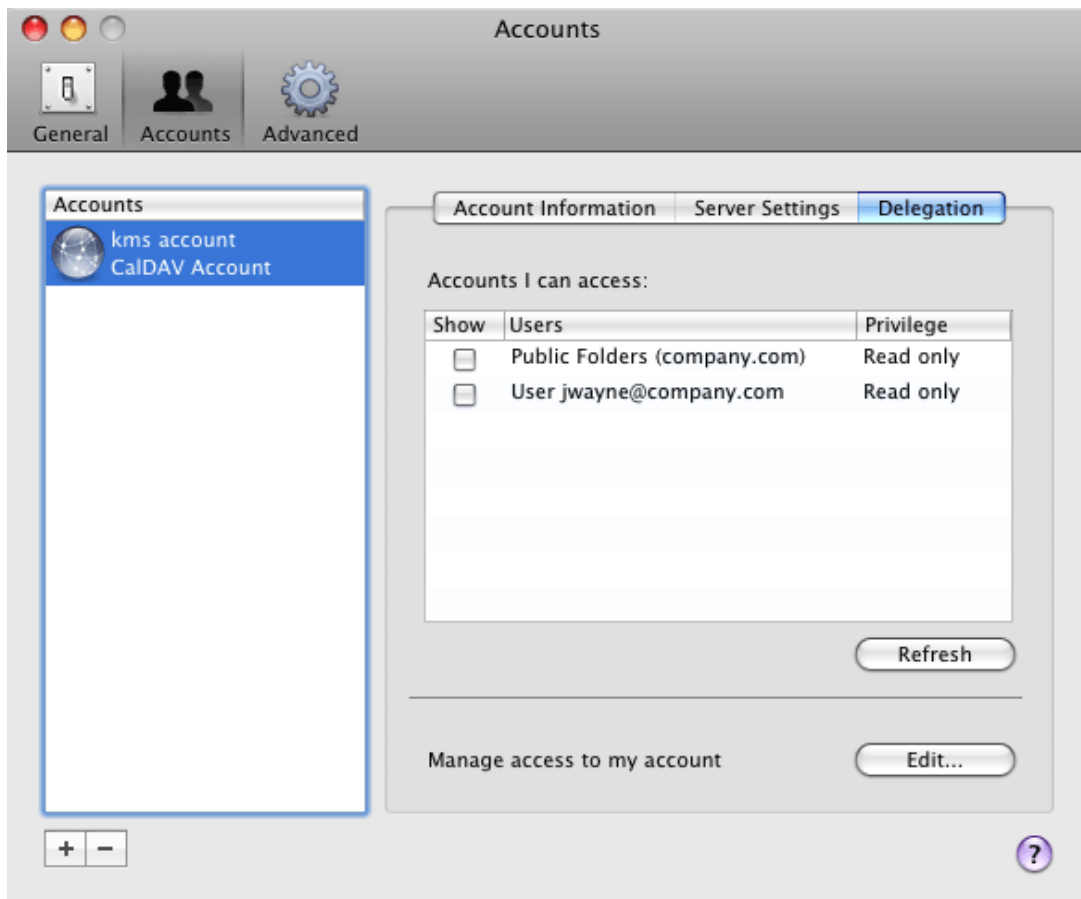 Accounts
General Accounts Advanced
Accounts
kms account
CalDAV Account
Account Information Server Settings Delegation
Accounts I can access:
Show Users Privilege
Public Folders (company.com) Read only
User jwayne@company.com Read only
Refresh
Manage access to my account Edit...
+ −
?